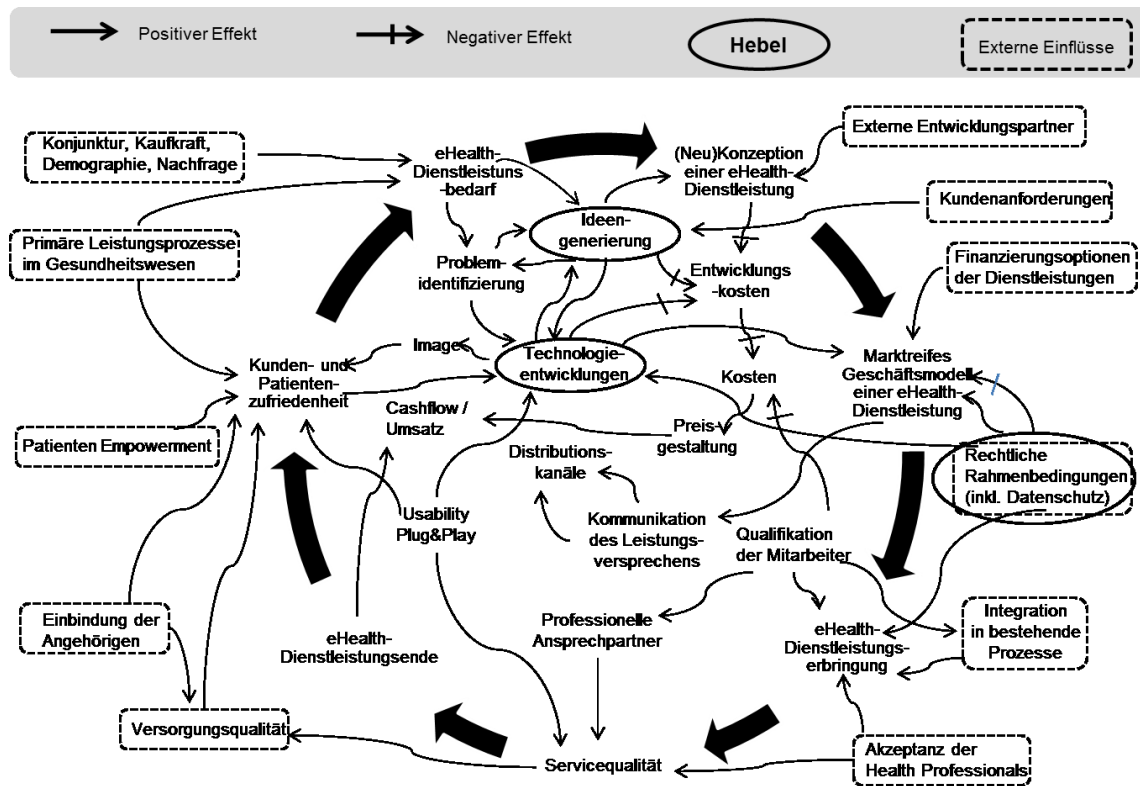 Positiver Effekt
Negativer Effekt
Hebel
Externe Einflüsse
Konjunktur, Kaufkraft,
Demographie, Nachfrage
eHealth-
Dienstleistuns
-bedarf
(Neu)Konzeption
einer eHealth-
Dienstleistung
Externe Entwicklungspartner
Kundenanforderungen
Primäre Leistungsprozesse
im Gesundheitswesen
Ideen-
generierung
Problem-
identifizierung
Entwicklungs
-kosten
Finanzierungsoptionen
der Dienstleistungen
Image
Technologie-
entwicklungen
Kunden- und
Patienten-
zufriedenheit
Kosten
Marktreifes
Geschäftsmodell
einer eHealth-
Dienstleistung
Cashflow /
Umsatz
Preis-
gestaltung
Patienten Empowerment
Distributions-
kanäle
Rechtliche
Rahmenbedingungen
(inkl. Datenschutz)
Usability
Plug&Play
Kommunikation
des Leistungs-
versprechens
Qualifikation
der Mitarbeiter
Einbindung der
Angehörigen
eHealth-
Dienstleistungsende
Professionelle
Ansprechpartner
eHealth-
Dienstleistungs-
erbringung
Integration
in bestehende
Prozesse
Versorgungsqualität
Servicequalität
Akzeptanz der
Health Professionals